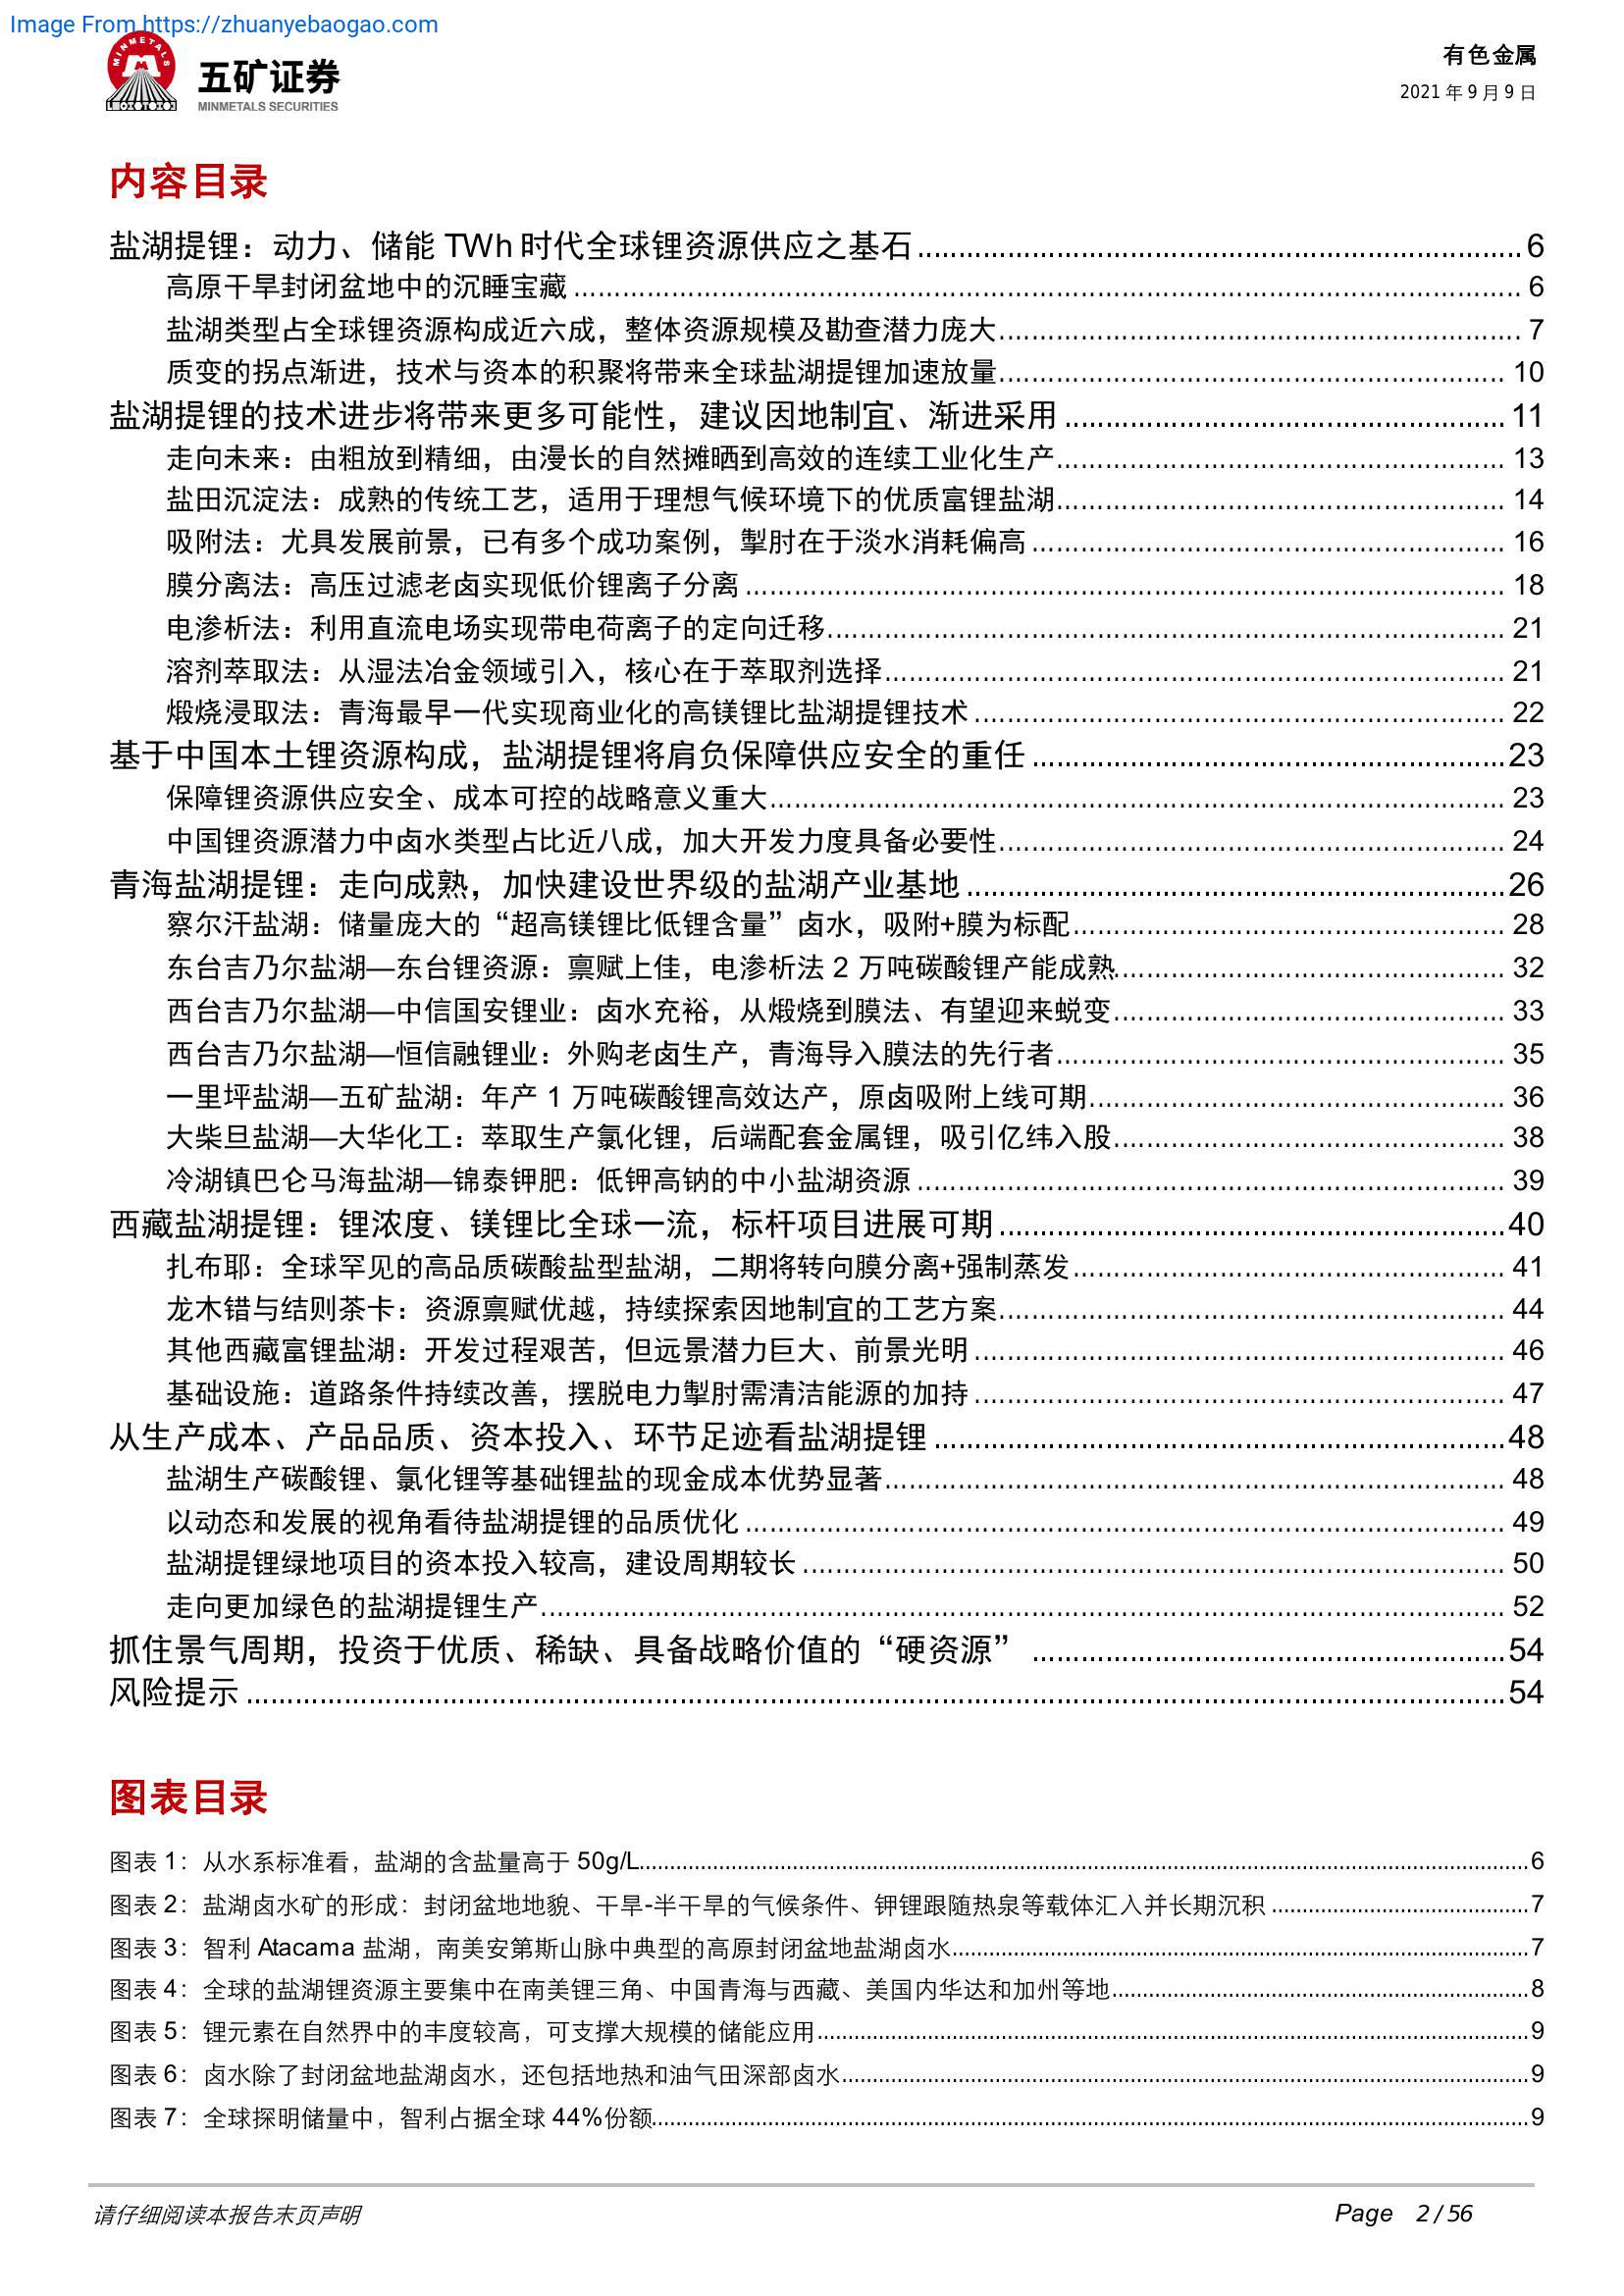 Image From https://zhuanyebaogao.com
MINMETALS
五矿证券
MINMETALS SECURITIES
有色金属
2021 年 9 月 9 日
内容目录
盐湖提锂：动力、储能 TWh 时代全球锂资源供应之基石 6
高原干旱封闭盆地中的沉睡宝藏 6
盐湖类型占全球锂资源构成近六成，整体资源规模及勘查潜力庞大 7
质变的拐点渐进，技术与资本的积聚将带来全球盐湖提锂加速放量 10
盐湖提锂的技术进步将带来更多可能性，建议因地制宜、渐进采用 11
走向未来：由粗放到精细，由漫长的自然摊晒到高效的连续工业化生产 13
盐田沉淀法：成熟的传统工艺，适用于理想气候环境下的优质富锂盐湖 14
吸附法：尤具发展前景，已有多个成功案例，掣肘在于淡水消耗偏高 16
膜分离法：高压过滤老卤实现低价锂离子分离 18
电渗析法：利用直流电场实现带电荷离子的定向迁移 21
溶剂萃取法：从湿法冶金领域引入，核心在于萃取剂选择 21
煅烧浸取法：青海最早一代实现商业化的高镁锂比盐湖提锂技术 22
基于中国本土锂资源构成，盐湖提锂将肩负保障供应安全的重任 23
保障锂资源供应安全、成本可控的战略意义重大 23
中国锂资源潜力中卤水类型占比近八成，加大开发力度具备必要性 24
青海盐湖提锂：走向成熟，加快建设世界级的盐湖产业基地 26
察尔汗盐湖：储量庞大的“超高镁锂比低锂含量”卤水，吸附+膜为标配 28
东台吉乃尔盐湖—东台锂资源：禀赋上佳，电渗析法 2 万吨碳酸锂产能成熟 32
西台吉乃尔盐湖—中信国安锂业：卤水充裕，从煅烧到膜法、有望迎来蜕变 33
西台吉乃尔盐湖—恒信融锂业：外购老卤生产，青海导入膜法的先行者 35
一里坪盐湖—五矿盐湖：年产 1 万吨碳酸锂高效达产，原卤吸附上线可期 36
大柴旦盐湖—大华化工：萃取生产氯化锂，后端配套金属锂，吸引亿纬入股 38
冷湖镇巴仑马海盐湖—锦泰钾肥：低钾高钠的中小盐湖资源 39
西藏盐湖提锂：锂浓度、镁锂比全球一流，标杆项目进展可期 40
扎布耶：全球罕见的高品质碳酸盐型盐湖，二期将转向膜分离+强制蒸发 41
龙木错与结则茶卡：资源禀赋优越，持续探索因地制宜的工艺方案 44
其他西藏富锂盐湖：开发过程艰苦，但远景潜力巨大、前景光明 46
基础设施：道路条件持续改善，摆脱电力掣肘需清洁能源的加持 47
从生产成本、产品品质、资本投入、环节足迹看盐湖提锂 48
盐湖生产碳酸锂、氯化锂等基础锂盐的现金成本优势显著 48
以动态和发展的视角看待盐湖提锂的品质优化 49
盐湖提锂绿地项目的资本投入较高，建设周期较长 50
走向更加绿色的盐湖提锂生产 52
抓住景气周期，投资于优质、稀缺、具备战略价值的“硬资源” 54
风险提示 54
图表目录
图表 1：从水系标准看，盐湖的含盐量高于 50g/L 6
图表 2：盐湖卤水矿的形成：封闭盆地地貌、干旱-半干旱的气候条件、钾锂跟随热泉等载体汇入并长期沉积 7
图表 3：智利 Atacama 盐湖，南美安第斯山脉中典型的高原封闭盆地盐湖卤水 7
图表 4：全球的盐湖锂资源主要集中在南美锂三角、中国青海与西藏、美国内华达和加州等地 8
图表 5：锂元素在自然界中的丰度较高，可支撑大规模的储能应用 9
图表 6：卤水除了封闭盆地盐湖卤水，还包括地热和油气田深部卤水 9
图表 7：全球探明储量中，智利占据全球 44%份额 9
请仔细阅读本报告末页声明
Page 2 / 56